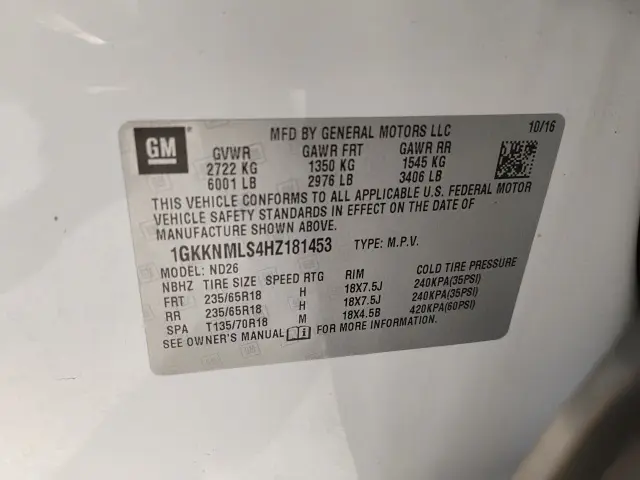 GM
MFD BY GENERAL MOTORS LLC 10/16
GVWR GAWR FRT GAWR RR
2722 KG 1350 KG 1545 KG
6001 LB 2976 LB 3406 LB
THIS VEHICLE CONFORMS TO ALL APPLICABLE U.S. FEDERAL MOTOR
VEHICLE SAFETY STANDARDS IN EFFECT ON THE DATE OF
MANUFACTURE SHOWN ABOVE.
1GKKNMLS4HZ181453 TYPE: M.P.V.
MODEL: ND26
NBHZ TIRE SIZE SPEED RTG RIM COLD TIRE PRESSURE
FRT 235/65R18 H 18X7.5J 240KPA(35PSI)
RR 235/65R18 H 18X7.5J 240KPA(35PSI)
SPA T135/70R18 M 18X4.5B 420KPA(60PSI)
SEE OWNER'S MANUAL FOR MORE INFORMATION.